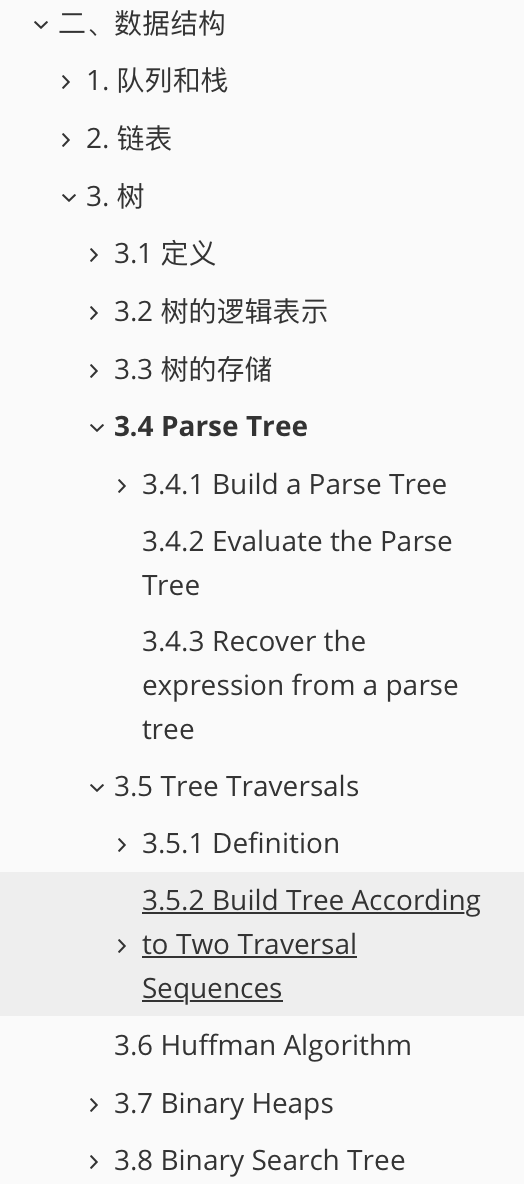 二、数据结构
1. 队列和栈
2. 链表
3. 树
3.1 定义
3.2 树的逻辑表示
3.3 树的存储
3.4 Parse Tree
3.4.1 Build a Parse Tree
3.4.2 Evaluate the Parse
Tree
3.4.3 Recover the
expression from a parse
tree
3.5 Tree Traversals
3.5.1 Definition
3.5.2 Build Tree According
to Two Traversal
Sequences
3.6 Huffman Algorithm
3.7 Binary Heaps
3.8 Binary Search Tree